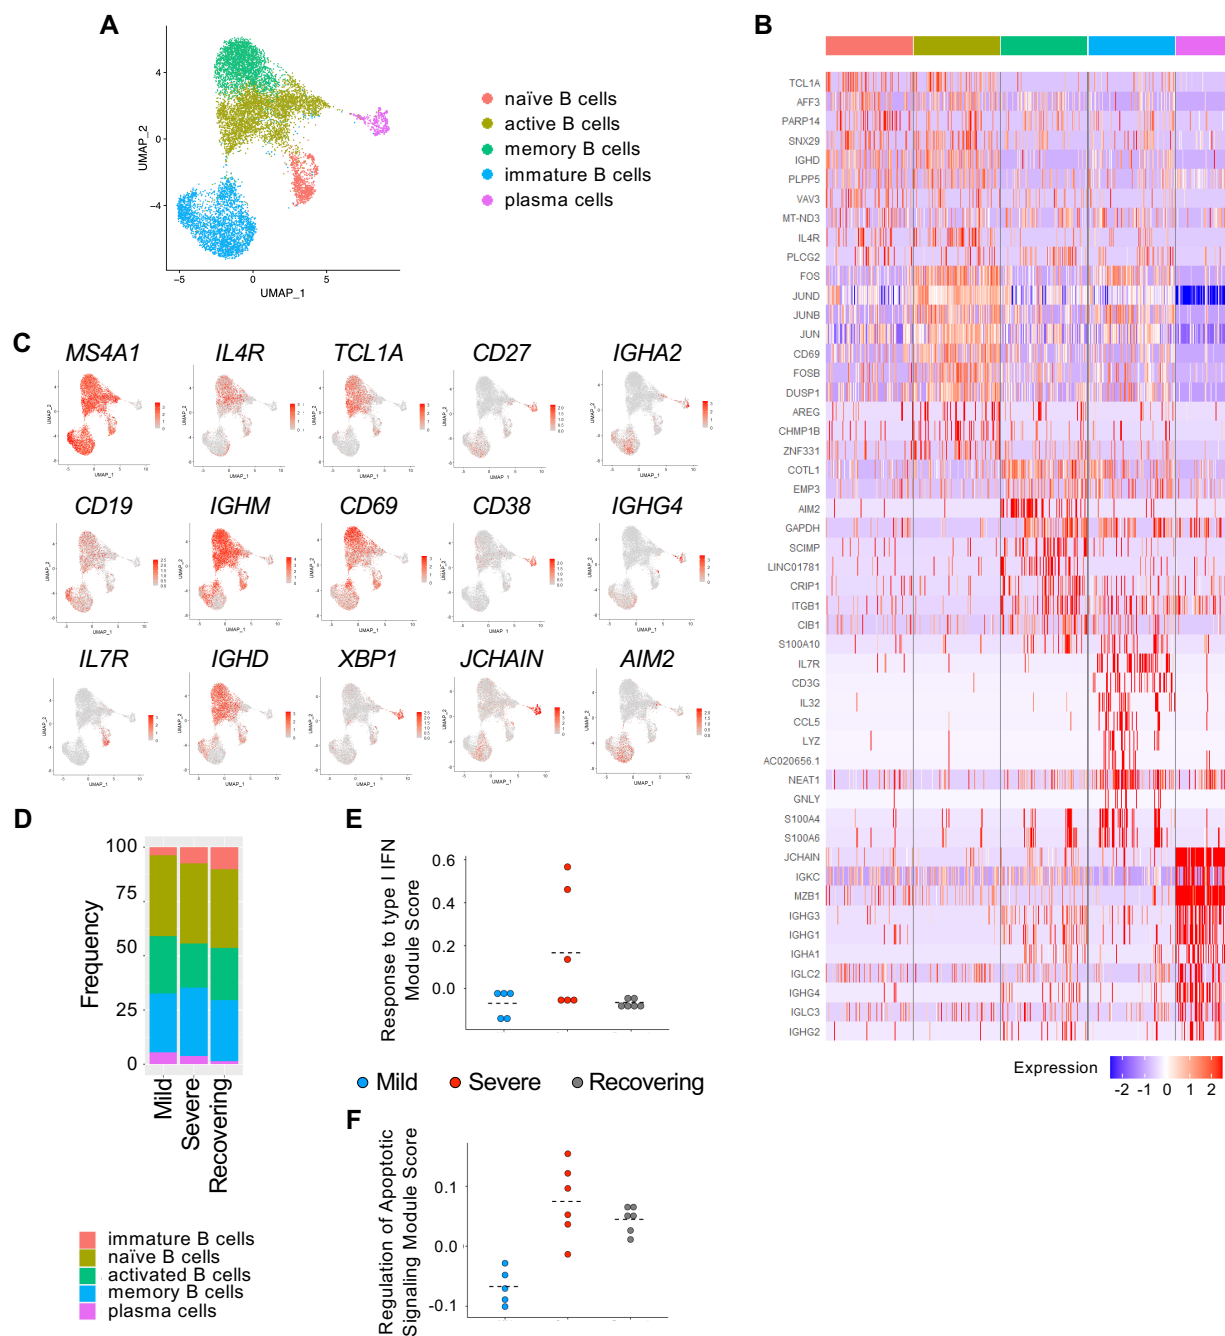 A
UMAP_2
4
0
−4
−5
0
5
UMAP_1
naïve B cells
active B cells
memory B cells
immature B cells
plasma cells
B
TCL1A
AFF3
PARP14
SNX29
IGHD
PLPP5
VAV3
MT-ND3
IL4R
PLCG2
FOS
JUND
JUNB
JUN
CD69
FOSB
DUSP1
AREG
CHMP1B
ZNF331
COTL1
EMP3
AIM2
GAPDH
SCIMP
LINC01781
CRIP1
ITGB1
CIB1
S100A10
IL7R
CD3G
IL32
CCL5
LYZ
AC020656.1
NEAT1
GNLY
S100A4
S100A6
JCHAIN
IGKC
MZB1
IGHG3
IGHG1
IGHA1
IGLC2
IGHG4
IGLC3
IGHG2
Expression
-2 -1 0 1 2
C
MS4A1 IL4R TCL1A CD27 IGHA2
CD19 IGHM CD69 CD38 IGHG4
IL7R IGHD XBP1 JCHAIN AIM2
D
Frequency
100
75
50
25
0
Mild
Severe
Recovering
immature B cells
naïve B cells
activated B cells
memory B cells
plasma cells
E
Response to type I IFN
Module Score
0.6
0.4
0.2
0.0
Mild Severe Recovering
F
Regulation of Apoptotic
Signaling Module Score
0.1
0.0
-0.1